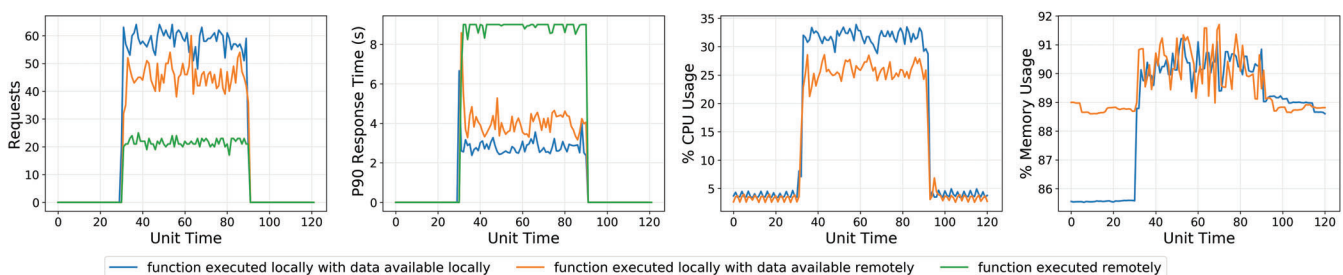 Requests
60
50
40
30
20
10
0
0 20 40 60 80 100 120
Unit Time
P90 Response Time (s)
8
6
4
2
0
0 20 40 60 80 100 120
Unit Time
% CPU Usage
35%
30
25
20
15
10
5
0 20 40 60 80 100 120
Unit Time
% Memory Usage
92
91
90
89
88
86
0 20 40 60 80 100 120
Unit Time
function executed locally with data available locally
function executed locally with data available remotely
function executed remotely